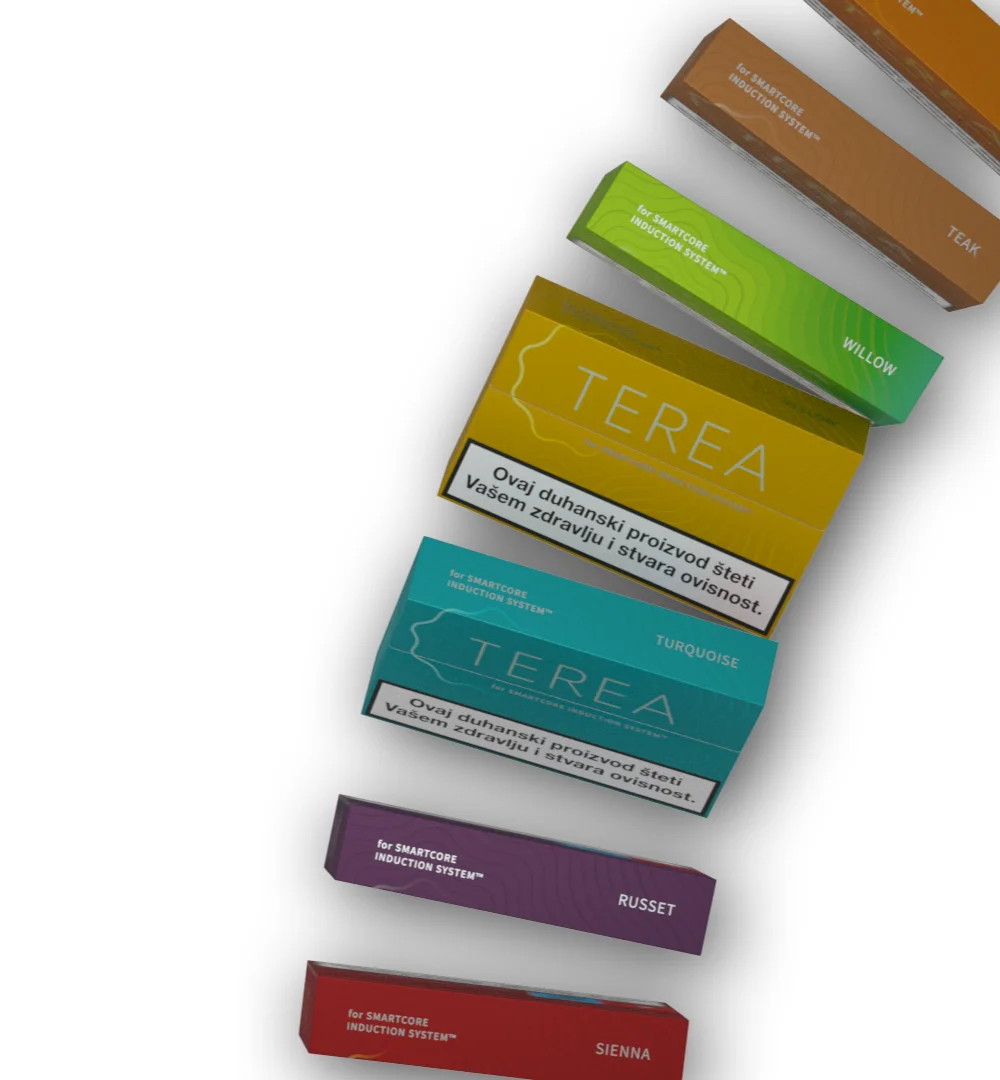 for SMARTCORE
INDUCTION SYSTEM™
TEAK
for SMARTCORE
INDUCTION SYSTEM™
WILLOW
TEREA
Ovaj duhanski proizvod šteti
Vašem zdravlju i stvara ovisnost.
for SMARTCORE
INDUCTION SYSTEM™
TURQUOISE
TEREA
for SMARTCORE INDUCTION SYSTEM™
Ovaj duhanski proizvod šteti
Vašem zdravlju i stvara ovisnost.
for SMARTCORE
INDUCTION SYSTEM™
RUSSET
for SMARTCORE
INDUCTION SYSTEM™
SIENNA